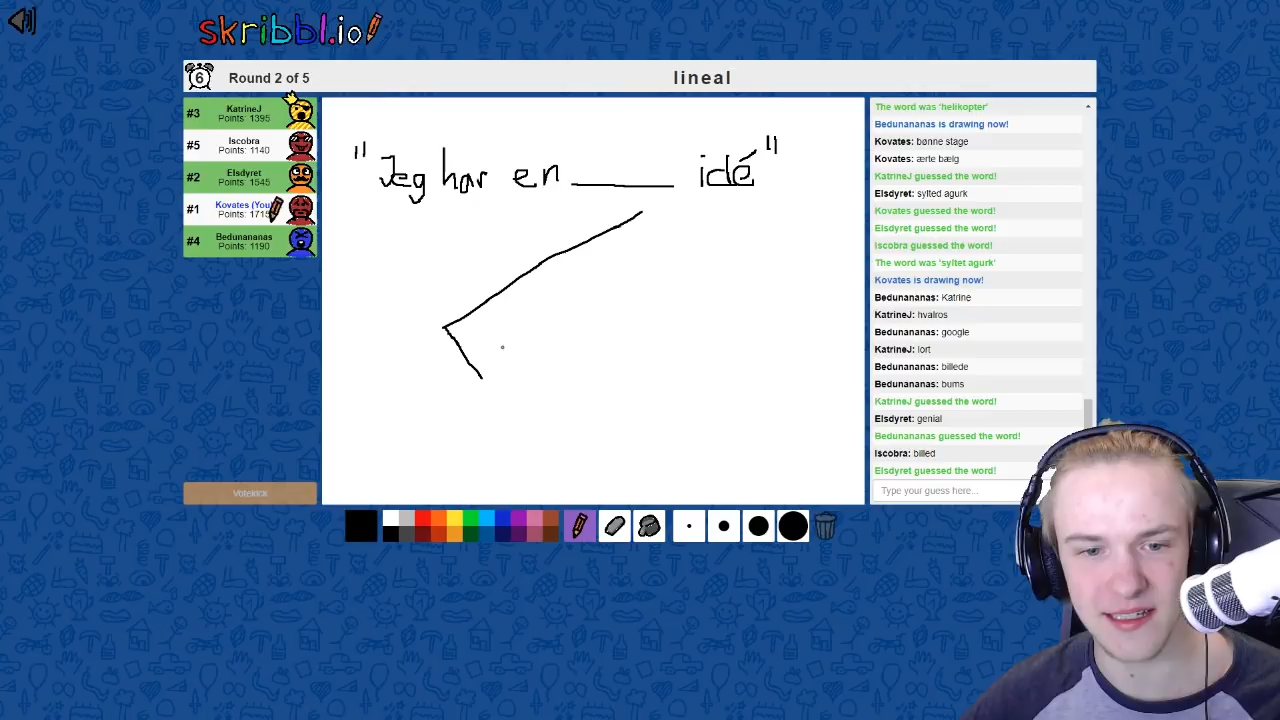 skribbl.io
6 Round 2 of 5
lineal
#3 KatrineJ
Points: 1395
#5 Iscobra
Points: 1140
#2 Elsdyret
Points: 1545
#1 Kovates (You)
Points: 1715
#4 Bedunananas
Points: 1190
Votekick
"Jeg har en ______ idé"
The word was 'helikopter'
Bedunananas is drawing now!
Kovates: bønne stage
Kovates: ærte bælg
KatrineJ guessed the word!
Elsdyret: sylted agurk
Kovates guessed the word!
Elsdyret guessed the word!
Iscobra guessed the word!
The word was 'syltet agurk'
Kovates is drawing now!
Bedunananas: Katrine
KatrineJ: hvalros
Bedunananas: google
KatrineJ: lort
Bedunananas: billede
Bedunananas: bums
KatrineJ guessed the word!
Elsdyret: genial
Bedunananas guessed the word!
Iscobra: billed
Elsdyret guessed the word!
Type your guess here...